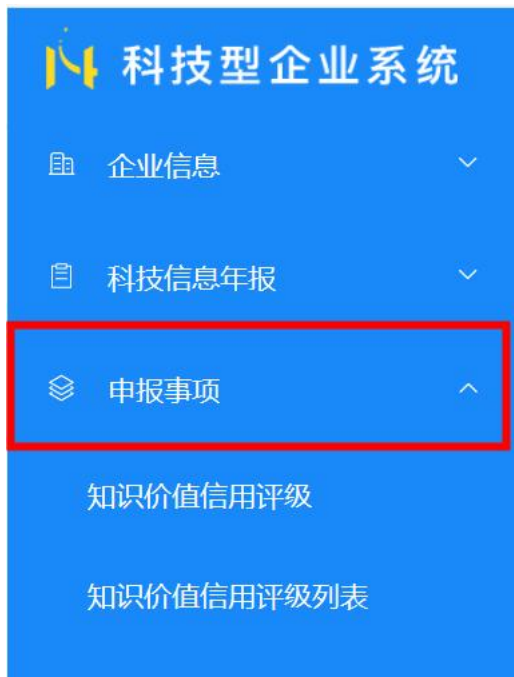 科技型企业系统
企业信息
科技信息年报
申报事项
知识价值信用评级
知识价值信用评级列表